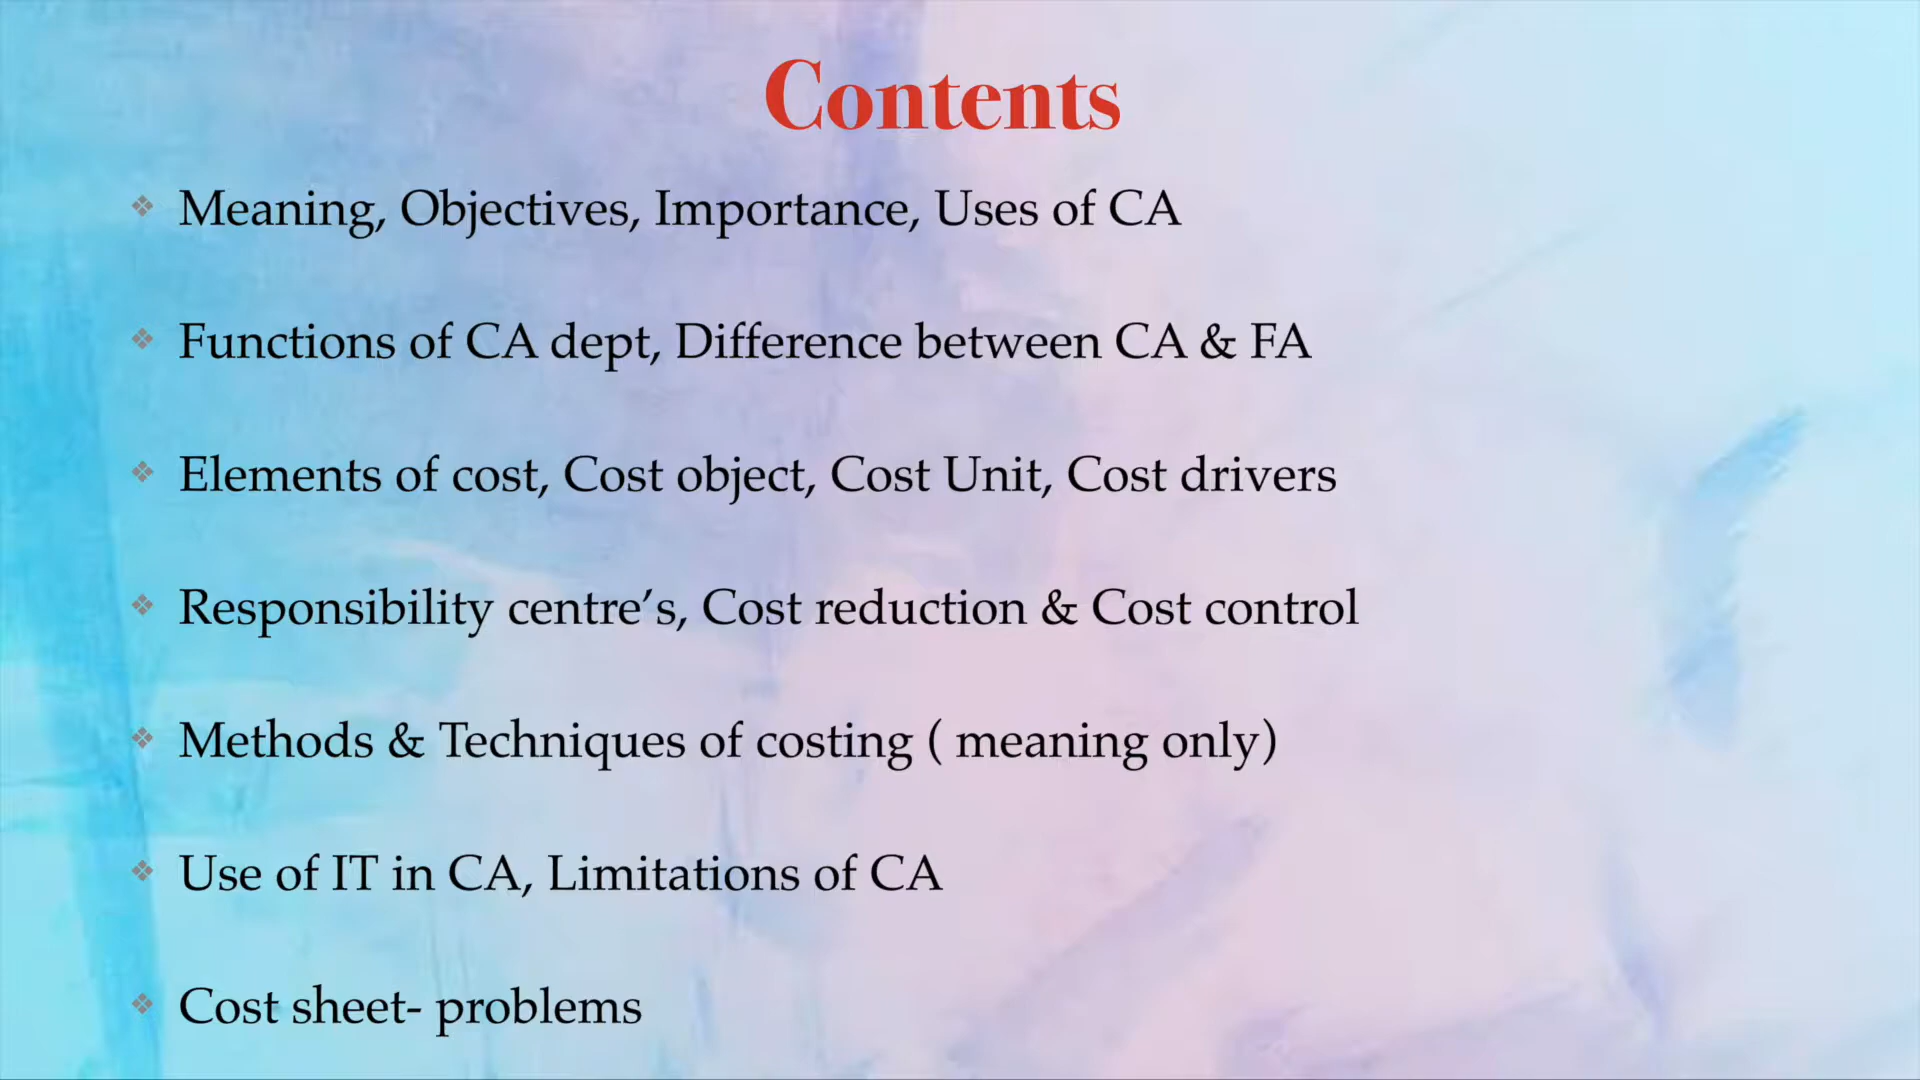 Contents
❖ Meaning, Objectives, Importance, Uses of CA
❖ Functions of CA dept, Difference between CA & FA
❖ Elements of cost, Cost object, Cost Unit, Cost drivers
❖ Responsibility centre’s, Cost reduction & Cost control
❖ Methods & Techniques of costing ( meaning only)
❖ Use of IT in CA, Limitations of CA
❖ Cost sheet- problems